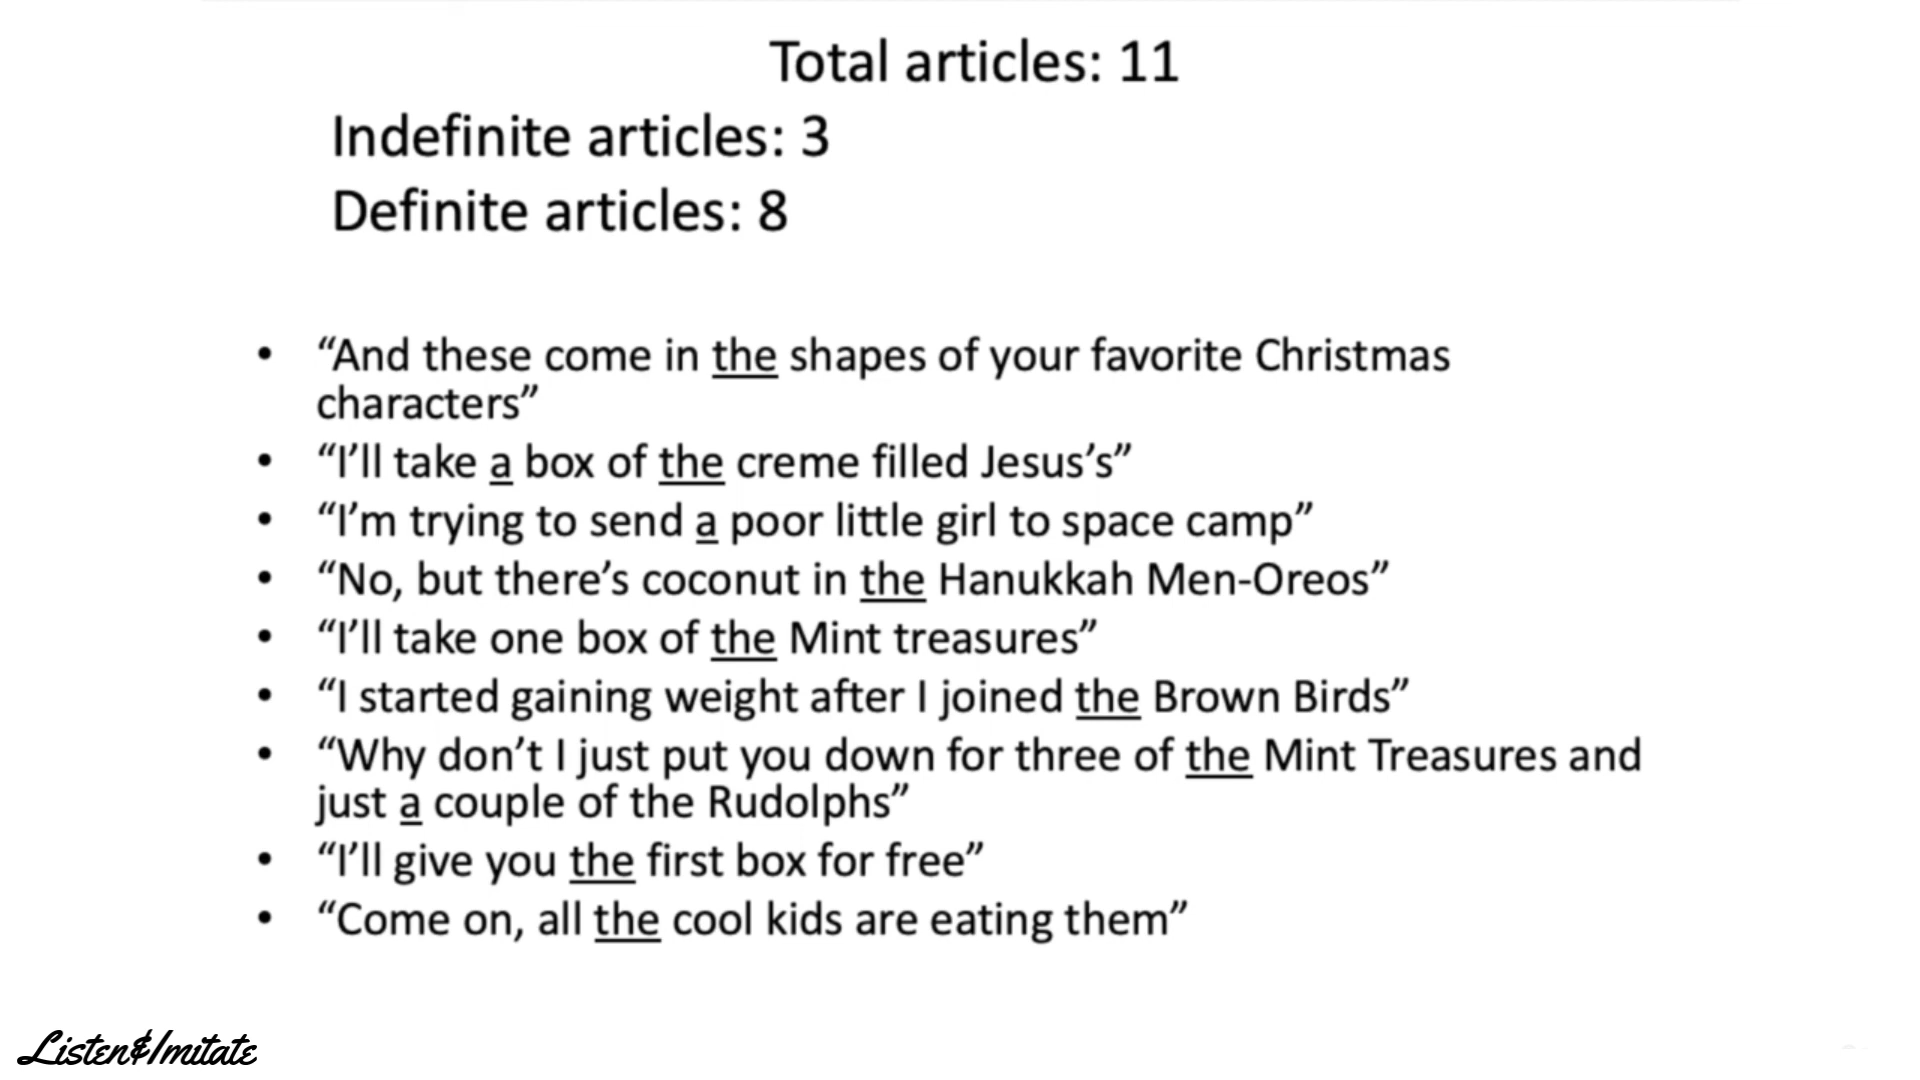 Total articles: 11
Indefinite articles: 3
Definite articles: 8
• “And these come in the shapes of your favorite Christmas
characters”
• “I’ll take a box of the creme filled Jesus’s”
• “I’m trying to send a poor little girl to space camp”
• “No, but there’s coconut in the Hanukkah Men-Oreos”
• “I’ll take one box of the Mint treasures”
• “I started gaining weight after I joined the Brown Birds”
• “Why don’t I just put you down for three of the Mint Treasures and
just a couple of the Rudolphs”
• “I’ll give you the first box for free”
• “Come on, all the cool kids are eating them”
Listen&Imitate